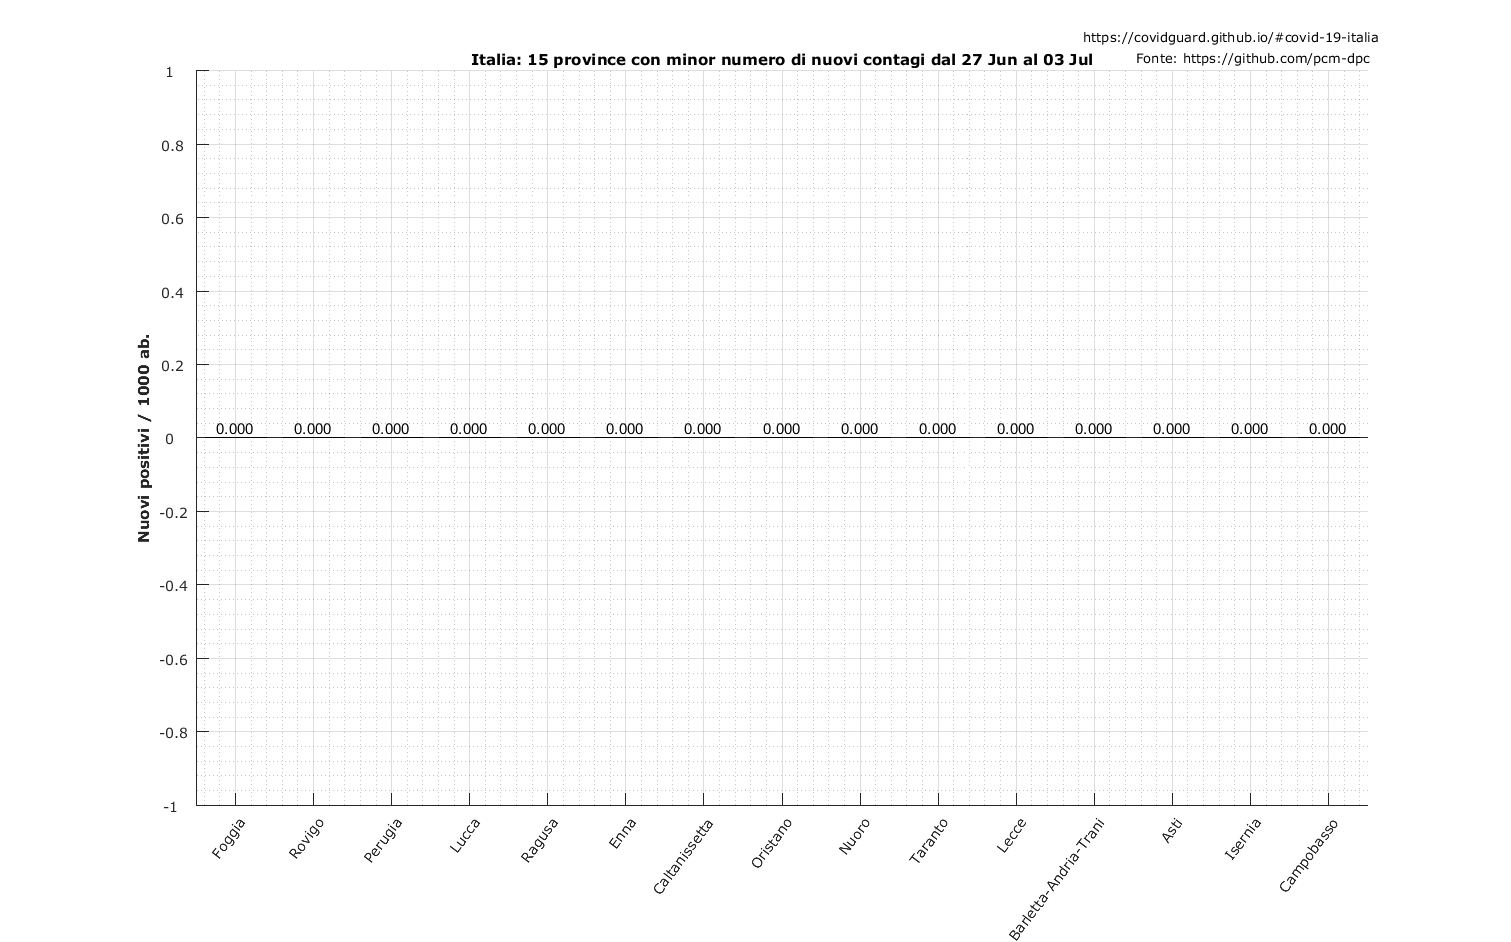 https://covidguard.github.io/#covid-19-italia
Italia: 15 province con minor numero di nuovi contagi dal 27 Jun al 03 Jul
Fonte: https://github.com/pcm-dpc
Nuovi positivi / 1000 ab.
1
0.8
0.6
0.4
0.2
0
-0.2
-0.4
-0.6
-0.8
-1
0.000 0.000 0.000 0.000 0.000 0.000 0.000 0.000 0.000 0.000 0.000 0.000 0.000 0.000 0.000
Foggia
Rovigo
Perugia
Lucca
Ragusa
Enna
Caltanissetta
Oristano
Nuoro
Taranto
Lecce
Barletta-Andria-Trani
Asti
Isernia
Campobasso